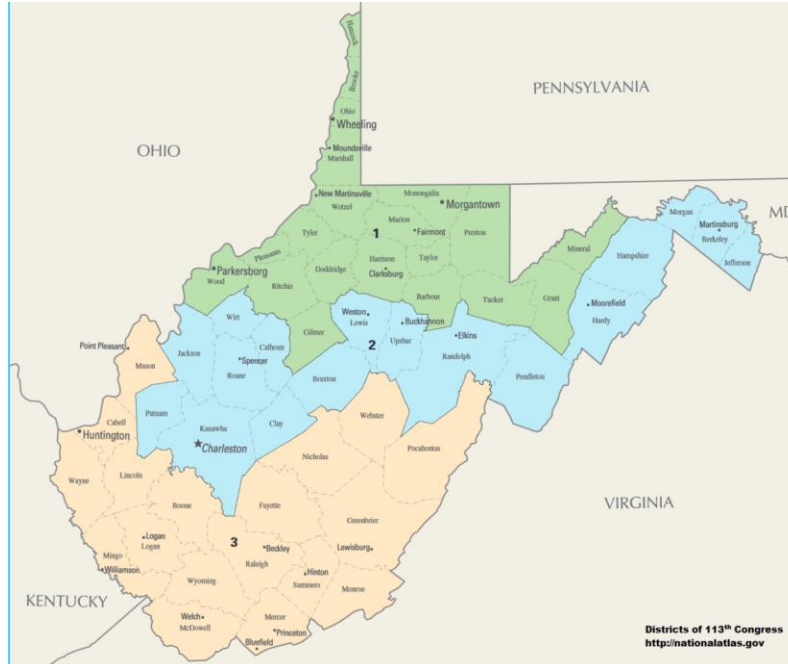 Hancock
Brooke
PENNSYLVANIA
Ohio
Wheeling
OHIO
Moundsville
Marshall
New Martinsville
Monongalia
Wetzel
Morgantown
Morgan
Martinsburg
MD
Marion
Berkeley
Tyler
1
Fairmont
Preston
Jefferson
Pleasants
Mineral
Hampshire
Harrison
Taylor
Parkersburg
Doddridge
Clarksburg
Wood
Ritchie
Barbour
Tucker
Grant
Moorefield
Weston
Wirt
Lewis
Buckhannon
Hardy
Gilmer
Elkins
Point Pleasant
Jackson
Calhoun
2
Upshur
Spencer
Randolph
Mason
Roane
Braxton
Pendleton
Putnam
Webster
Cabell
Kanawha
Clay
Huntington
Charleston
Pocahontas
Nicholas
Lincoln
Wayne
VIRGINIA
Boone
Fayette
Greenbrier
Logan
Logan
3
Beckley
Lewisburg
Mingo
Raleigh
Williamson
Hinton
Wyoming
Summers
Monroe
KENTUCKY
Welch
Mercer
McDowell
Princeton
Bluefield
Districts of 113th Congress
http://nationalatlas.gov